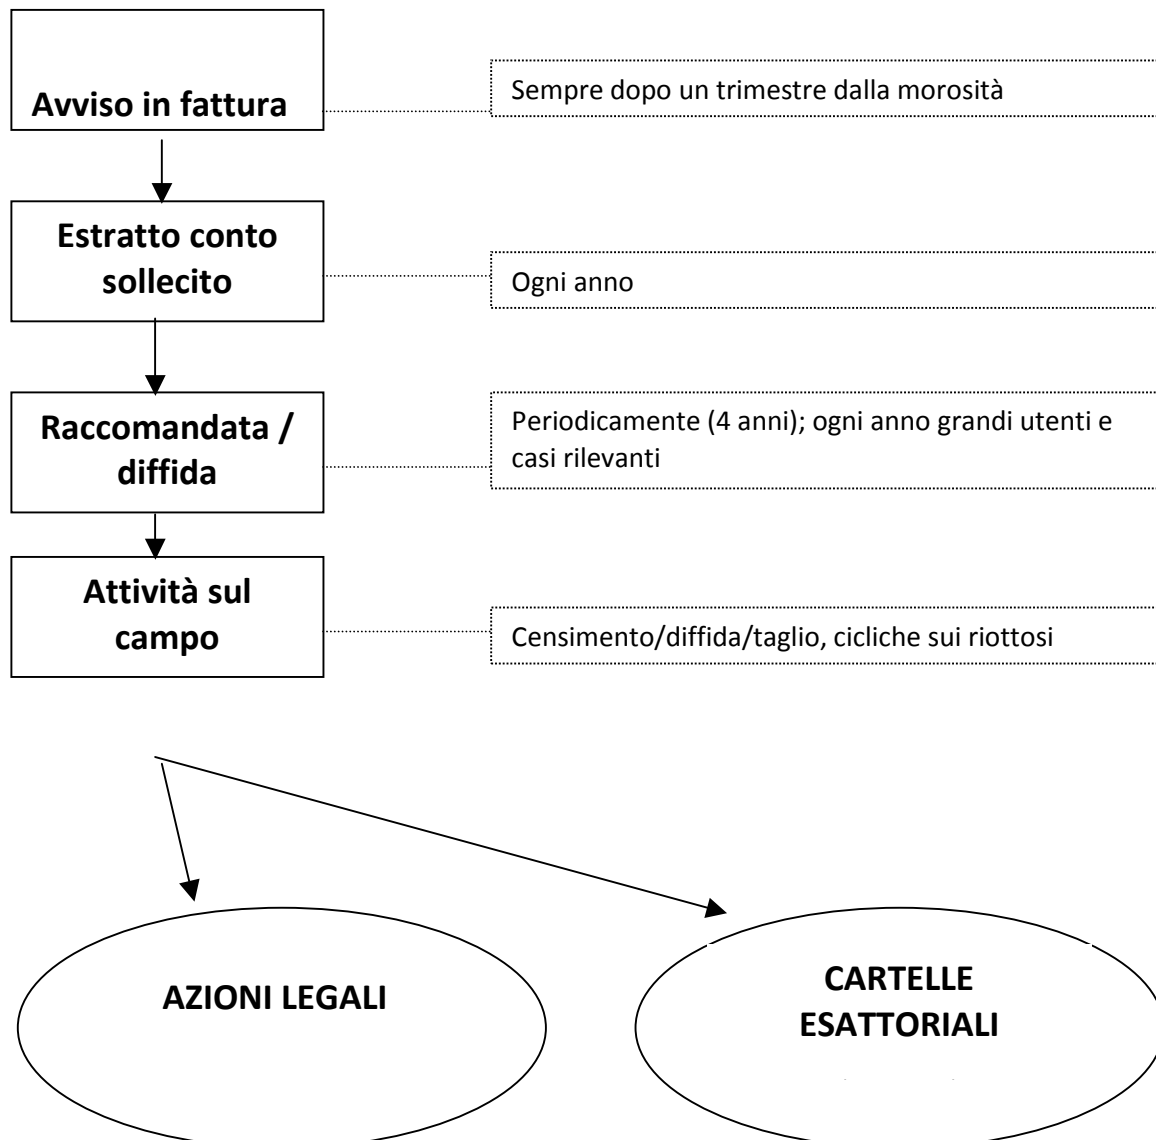 Avviso in fattura
Sempre dopo un trimestre dalla morosità
Estratto conto
sollecito
Ogni anno
Raccomandata /
diffida
Periodicamente (4 anni); ogni anno grandi utenti e
casi rilevanti
Attività sul
campo
Censimento/diffida/taglio, cicliche sui riottosi
AZIONI LEGALI
CARTELLE
ESATTORIALI